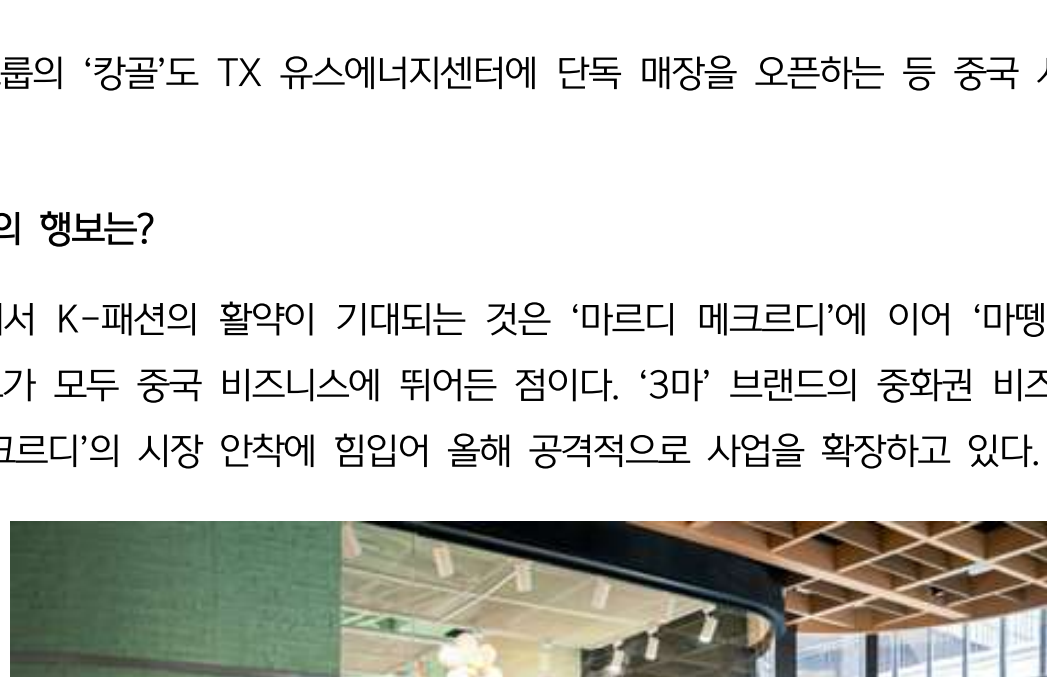 룹의 ‘캉골’도 TX 유스에너지센터에 단독 매장을 오픈하는 등 중국
의 행보는?
서 K-패션의 활약이 기대되는 것은 ‘마르디 메크르디’에 이어 ‘마뗑
가 모두 중국 비즈니스에 뛰어든 점이다. ‘3마’ 브랜드의 중화권 비즈
크르디’의 시장 안착에 힘입어 올해 공격적으로 사업을 확장하고 있다.